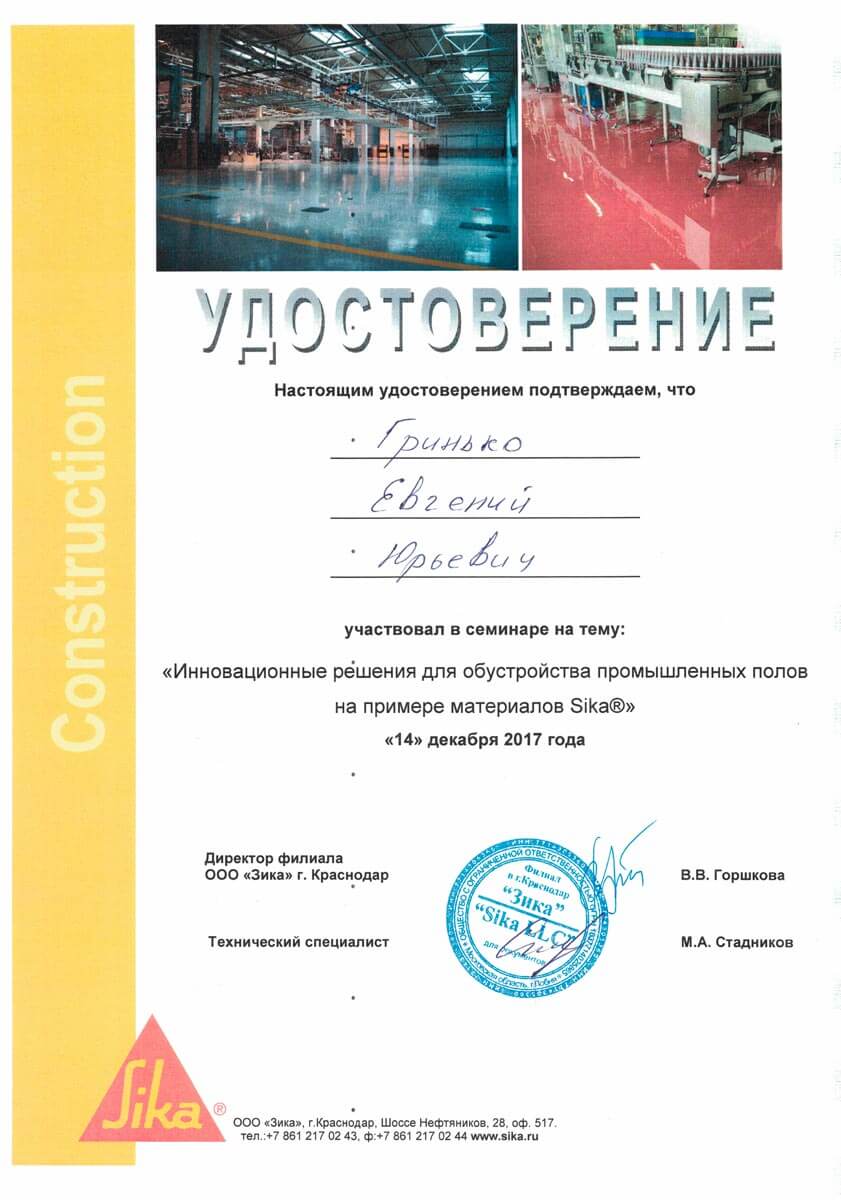 УДОСТОВЕРЕНИЕ
Настоящим удостоверением подтверждаем, что
Гринько
Евгений
Юрьевич
участвовал в семинаре на тему:
«Инновационные решения для обустройства промышленных полов
на примере материалов Sika®»
«14» декабря 2017 года
Construction
Директор филиала
ООО «Зика» г. Краснодар
В.В. Горшкова
Технический специалист
М.А. Стадников
ОБЩЕСТВО С ОГРАНИЧЕННОЙ ОТВЕТСТВЕННОСТЬЮ
Филиал
в г.Краснодар
“Зика”
“Sika LLC”
для документов
Московская область, г.Лобня
Sika®
ООО «Зика», г.Краснодар, Шоссе Нефтяников, 28, оф. 517.
тел.:+7 861 217 02 43, ф:+7 861 217 02 44 www.sika.ru